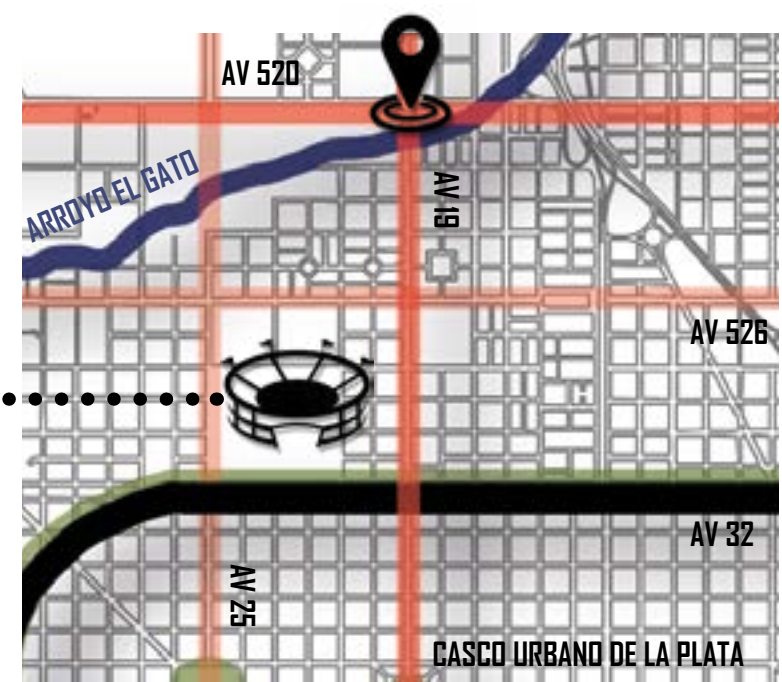 AV 520
ARROYO EL GATO
AV 19
AV 526
AV 32
AV 25
CASCO URBANO DE LA PLATA